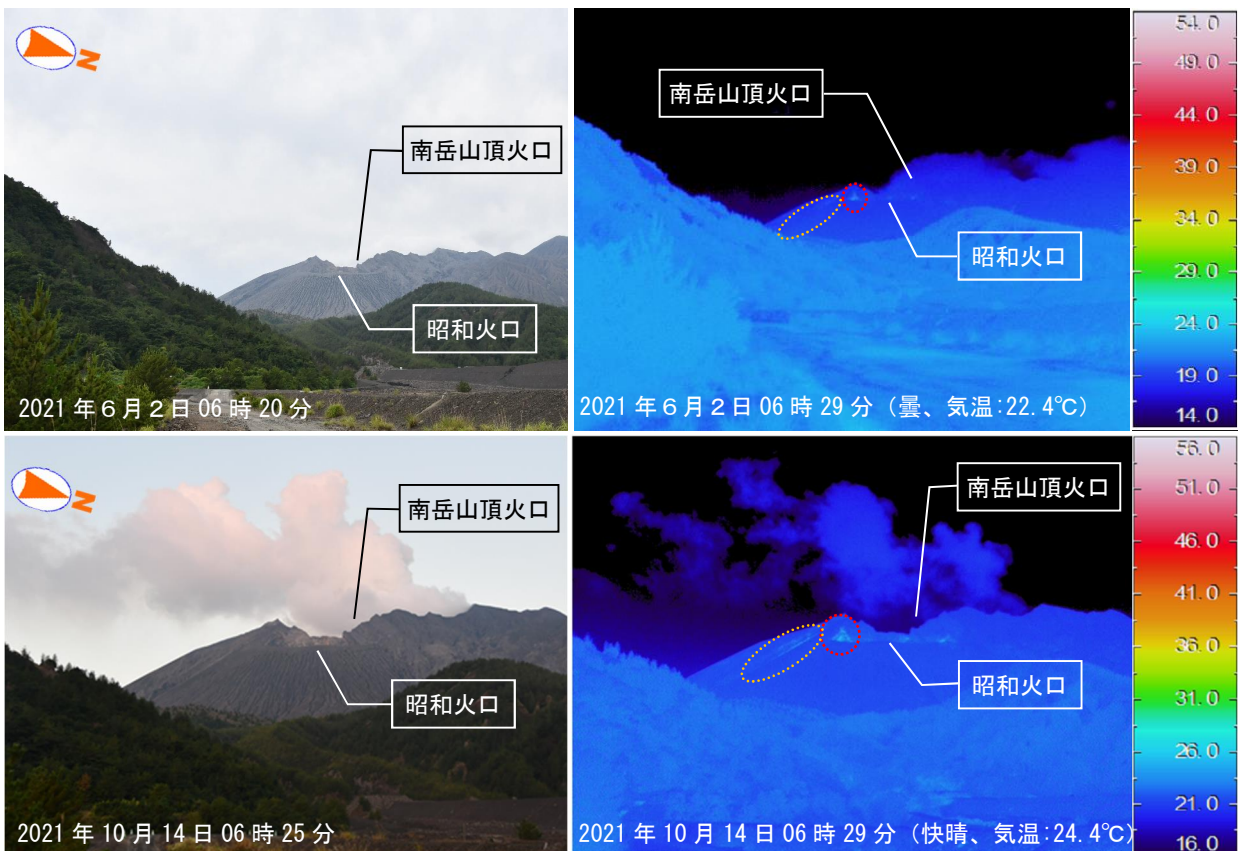 N
南岳山頂火口
昭和火口
2021年6月2日06時20分
南岳山頂火口
昭和火口
2021年6月2日06時29分（曇、気温:22.4℃）
54.0
49.0
44.0
39.0
34.0
29.0
24.0
19.0
14.0
N
南岳山頂火口
昭和火口
2021年10月14日06時25分
南岳山頂火口
昭和火口
2021年10月14日06時29分（快晴、気温:24.4℃）
56.0
51.0
46.0
41.0
36.0
31.0
26.0
21.0
16.0